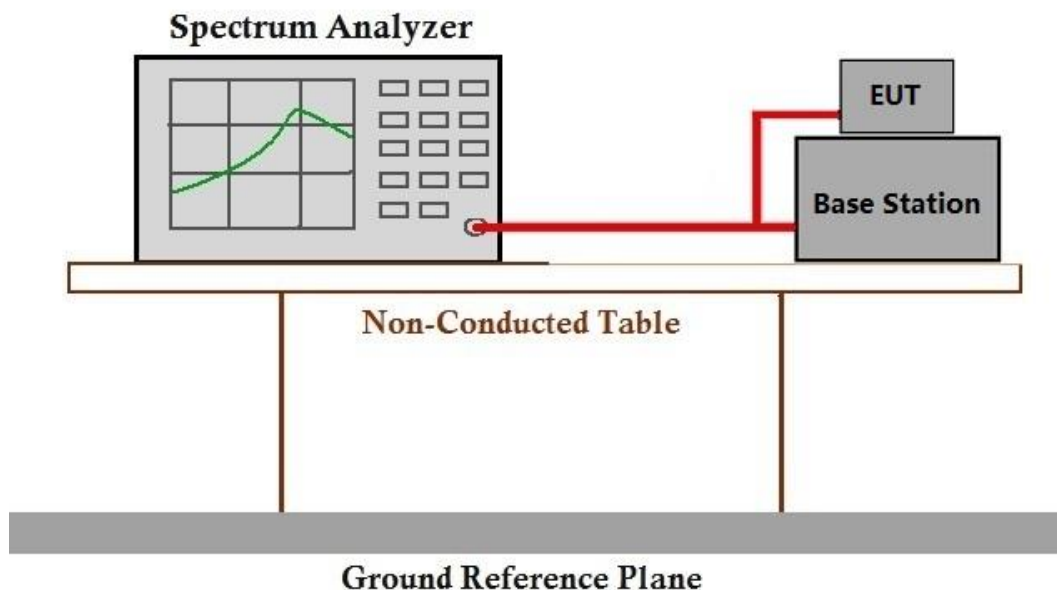 Spectrum Analyzer
EUT
Base Station
Non-Conducted Table
Ground Reference Plane